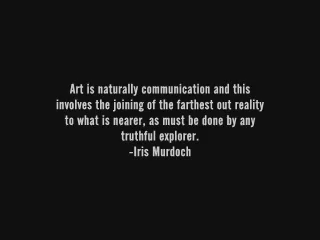 Art is naturally communication and this
involves the joining of the farthest out reality
to what is nearer, as must be done by any
truthful explorer.
-Iris Murdoch